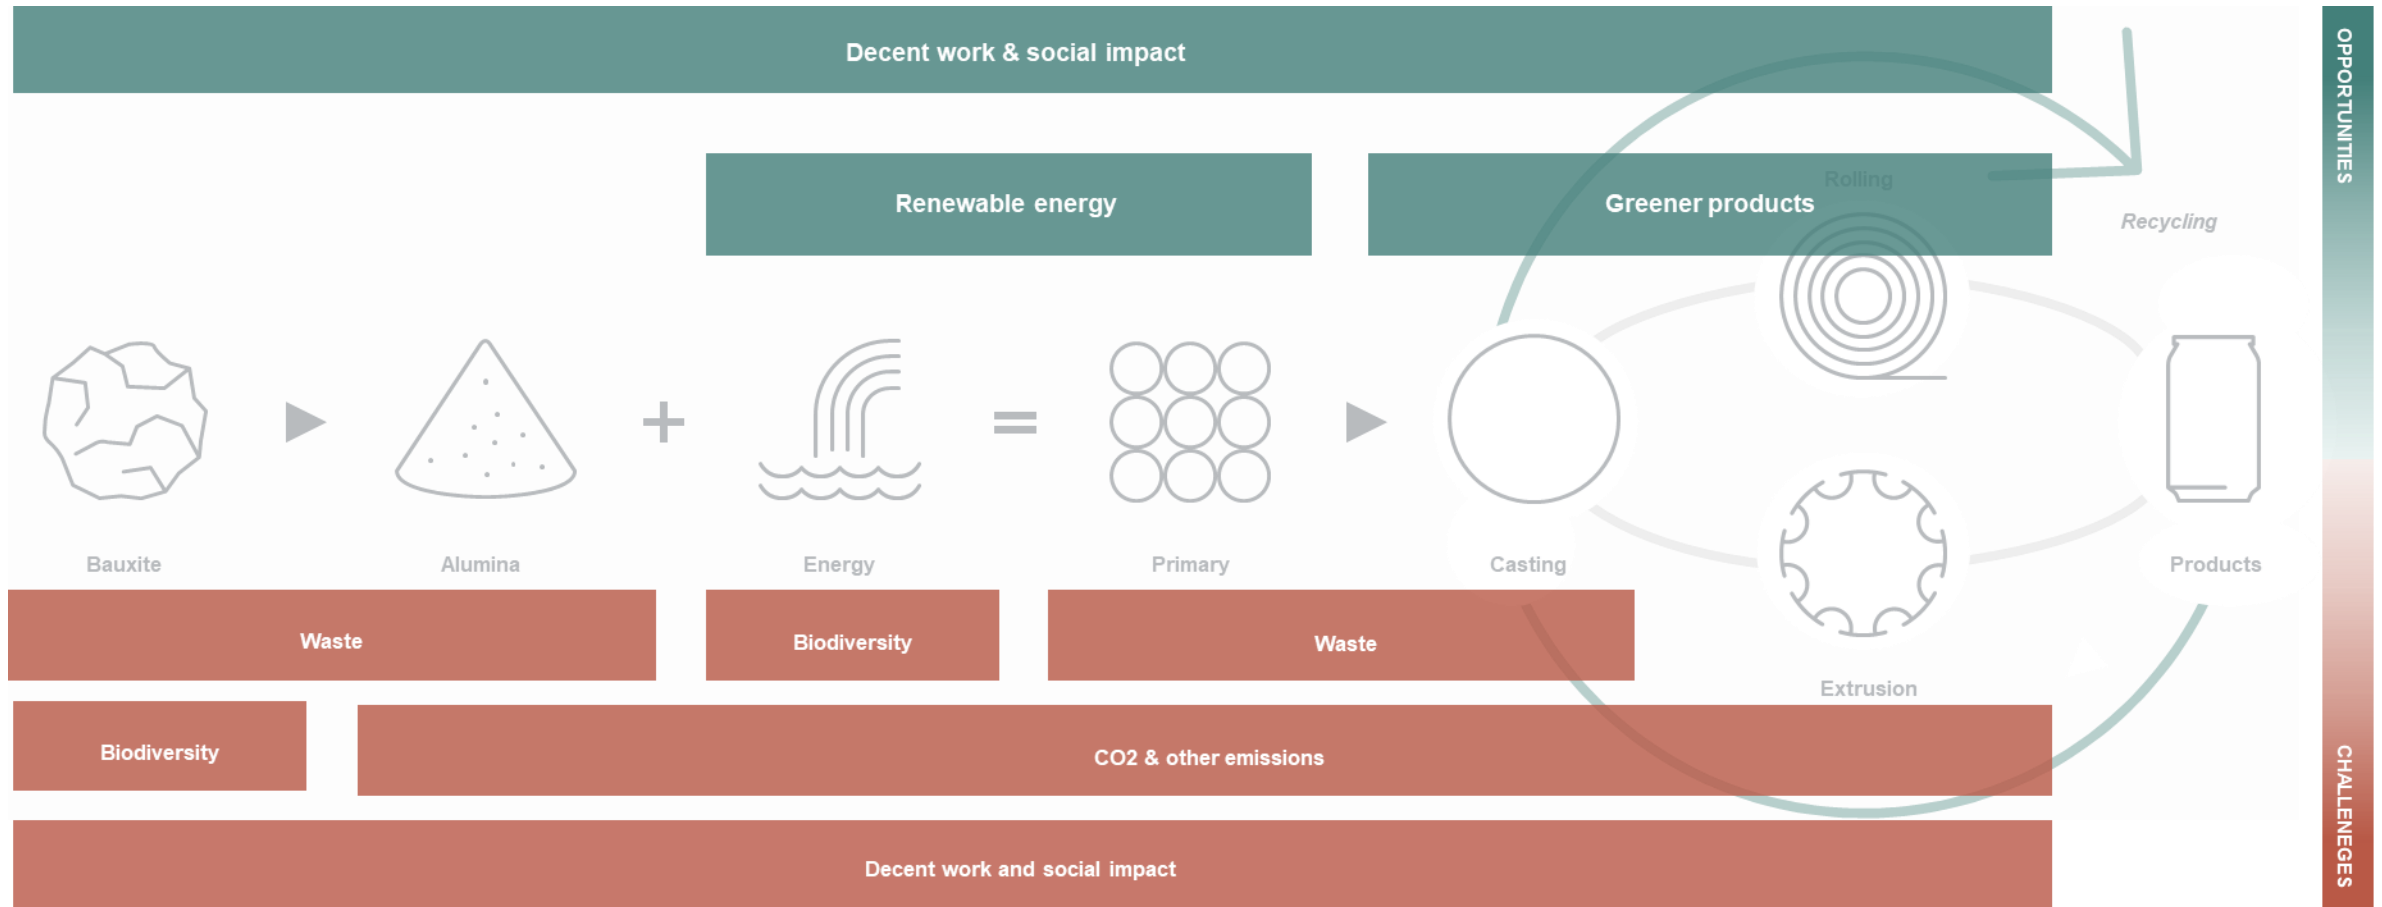 Decent work & social impact
OPPORTUNITIES
Renewable energy
Greener products
Rolling
Recycling
Bauxite
Alumina
Energy
Primary
Casting
Products
Waste
Biodiversity
Waste
Extrusion
Biodiversity
CO2 & other emissions
CHALLENEGES
Decent work and social impact